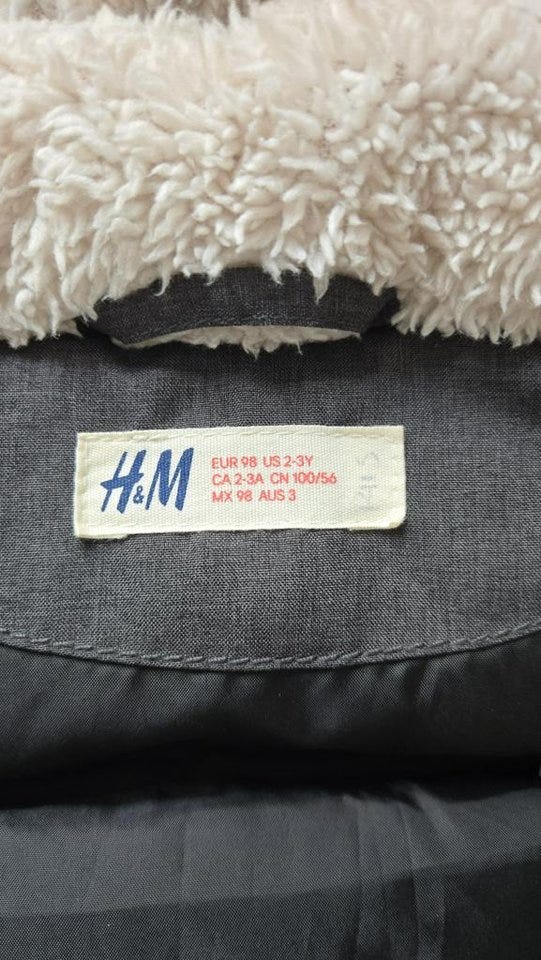 H&M
EUR 98 US 2-3Y
CA 2-3A CN 100/56
MX 98 AUS 3